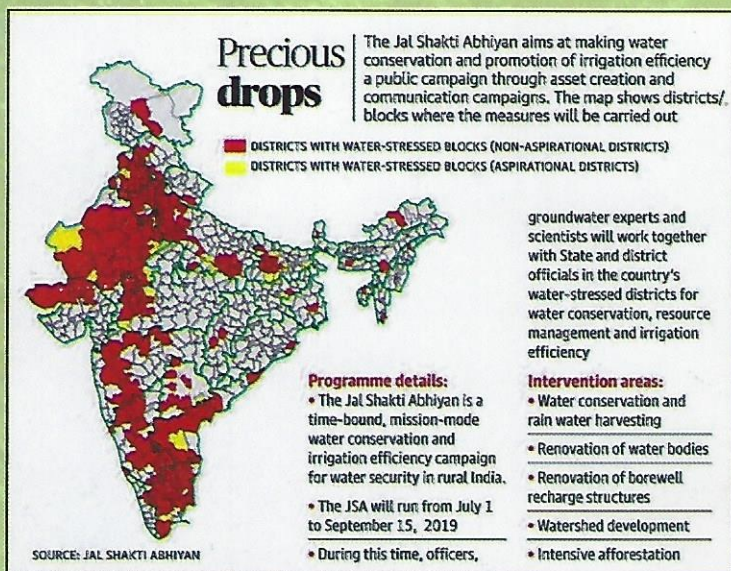 Precious
drops
The Jal Shakti Abhiyan aims at making water
conservation and promotion of irrigation efficiency
a public campaign through asset creation and
communication campaigns. The map shows districts/
blocks where the measures will be carried out
DISTRICTS WITH WATER-STRESSED BLOCKS (NON-ASPIRATIONAL DISTRICTS)
DISTRICTS WITH WATER-STRESSED BLOCKS (ASPIRATIONAL DISTRICTS)
Programme details:
• The Jal Shakti Abhiyan is a
time-bound, mission-mode
water conservation and
irrigation efficiency campaign
for water security in rural India.
• The JSA will run from July 1
to September 15, 2019
• During this time, officers,
groundwater experts and
scientists will work together
with State and district
officials in the country's
water-stressed districts for
water conservation, resource
management and irrigation
efficiency
Intervention areas:
• Water conservation and
rain water harvesting
• Renovation of water bodies
• Renovation of borewell
recharge structures
• Watershed development
• Intensive afforestation
SOURCE: JAL SHAKTI ABHIYAN